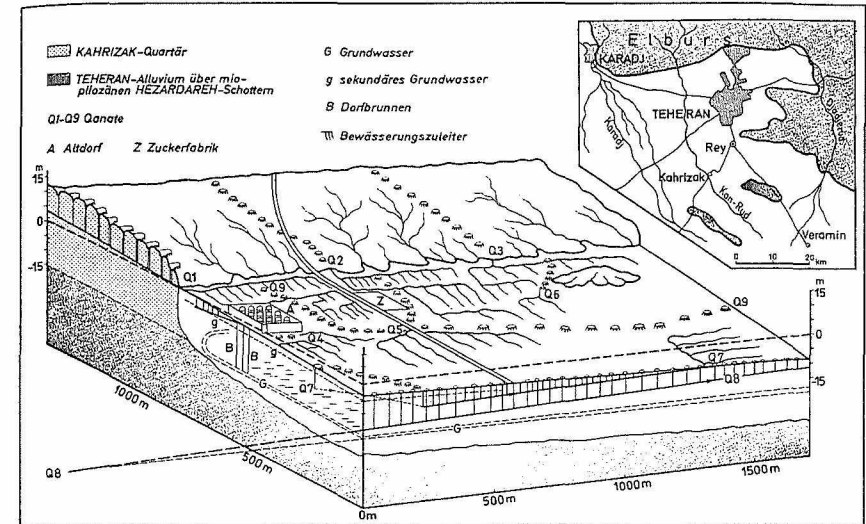 KAHRIZAK-Quartär
TEHERAN-Alluvium über mio-
pliozänen HEZARDAREH-Schottern
Q1-Q9 Qanate
A Altdorf Z Zuckerfabrik
G Grundwasser
g sekundäres Grundwasser
B Dorfbrunnen
Bewässerungszuleiter
Elburs
KARADJ
TEHERAN
Karadj
Rey
Kahrizak
Kan-Rud
Veramin
0 20
km
m
15
0
-15
Q1
Q2
Q3
Q9
Q6
Z
A
Q5
Q4
g
g
B
B
Q7
G
Q9
Q7
Q8
m
15
0
-15
G
Q8
1000m
500m
0m
500m
1000m
1500m